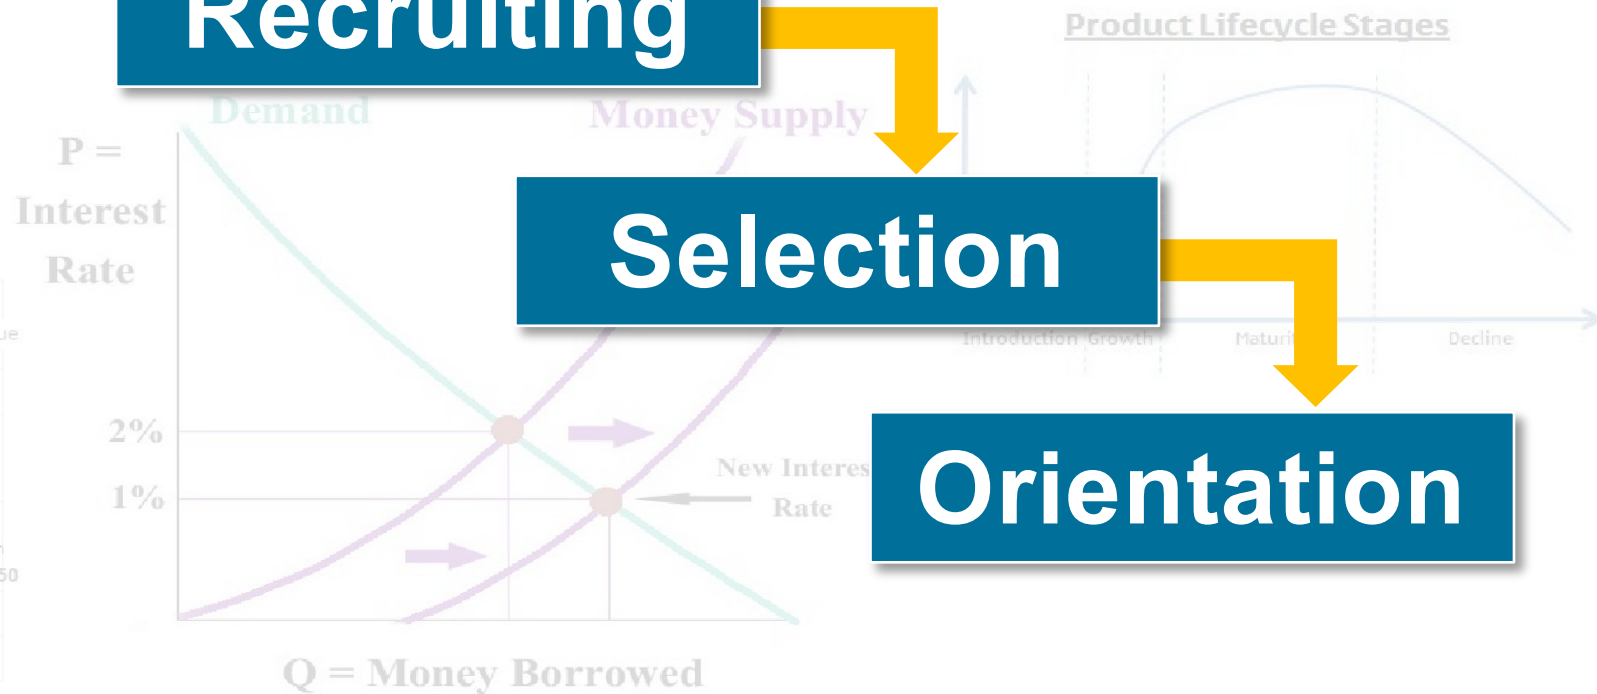 Recruiting
Product Lifecycle Stages
Demand
Money Supply
P =
Interest
Rate
Selection
Introduction
Growth
Decline
2%
1%
New
Rate
Orientation
50
Q = Money Borrowed